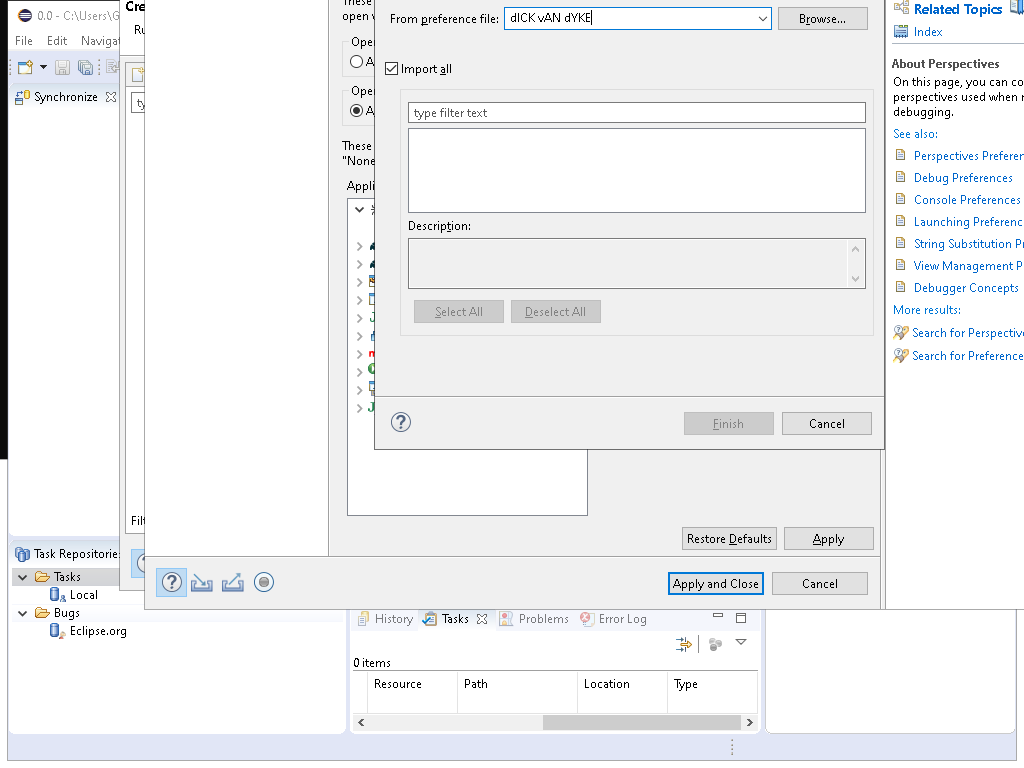 0.0 - C:\Users\G
File Edit Navigat
Synchronize
Cre
Ru
These
open
Ope
Ope
These
"None
Appli
From preference file: dICK vAN dYKE Browse...
Import all
type filter text
Description:
Select All Deselect All
Finish Cancel
Related Topics
Index
About Perspectives
On this page, you can co
perspectives used when
debugging.
See also:
Perspectives Preferen
Debug Preferences
Console Preferences
Launching Preferenc
String Substitution P
View Management P
Debugger Concepts
More results:
Search for Perspectiv
Search for Preference
Restore Defaults Apply
Apply and Close Cancel
Filt
Task Repositorie
Tasks
Local
Bugs
Eclipse.org
History Tasks Problems Error Log
0 items
Resource Path Location Type